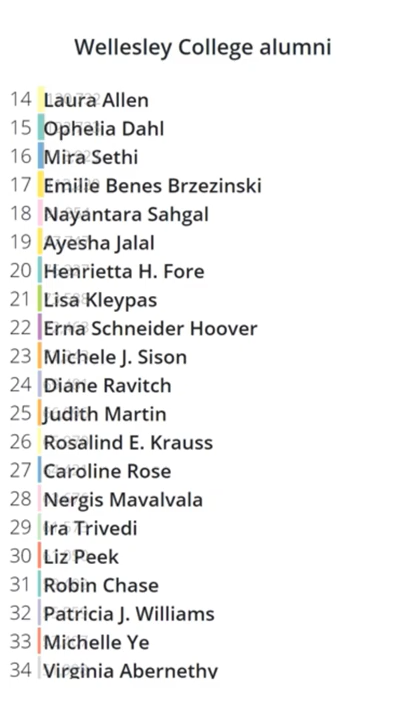 Wellesley College alumni
14 Laura Allen
15 Ophelia Dahl
16 Mira Sethi
17 Emilie Benes Brzezinski
18 Nayantara Sahgal
19 Ayesha Jalal
20 Henrietta H. Fore
21 Lisa Kleypas
22 Erna Schneider Hoover
23 Michele J. Sison
24 Diane Ravitch
25 Judith Martin
26 Rosalind E. Krauss
27 Caroline Rose
28 Nergis Mavalvala
29 Ira Trivedi
30 Liz Peek
31 Robin Chase
32 Patricia J. Williams
33 Michelle Ye
34 Virginia Abernethy